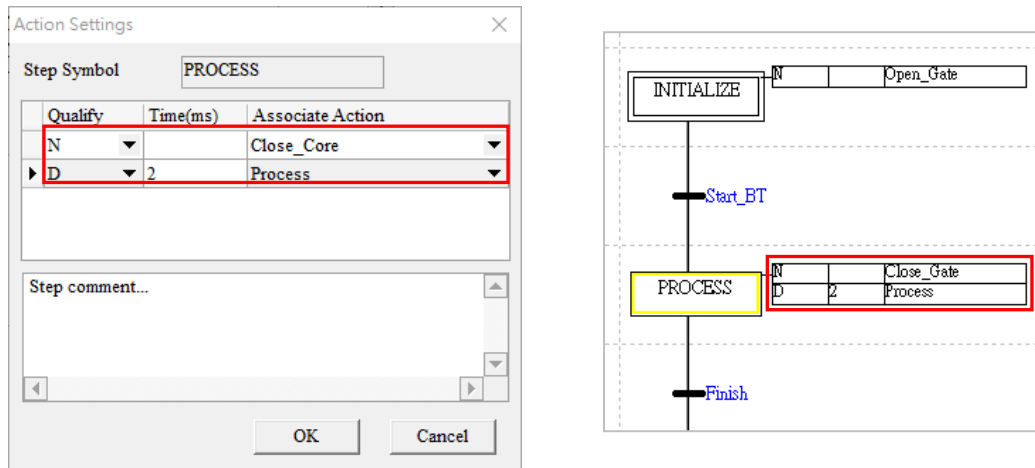 Action Settings
Step Symbol PROCESS
Qualify Time(ms) Associate Action
N Close_Core
D 2 Process
Step comment...
OK Cancel
INITIALIZE
N Open_Gate
Start_BT
PROCESS
N Close_Gate
D 2 Process
Finish